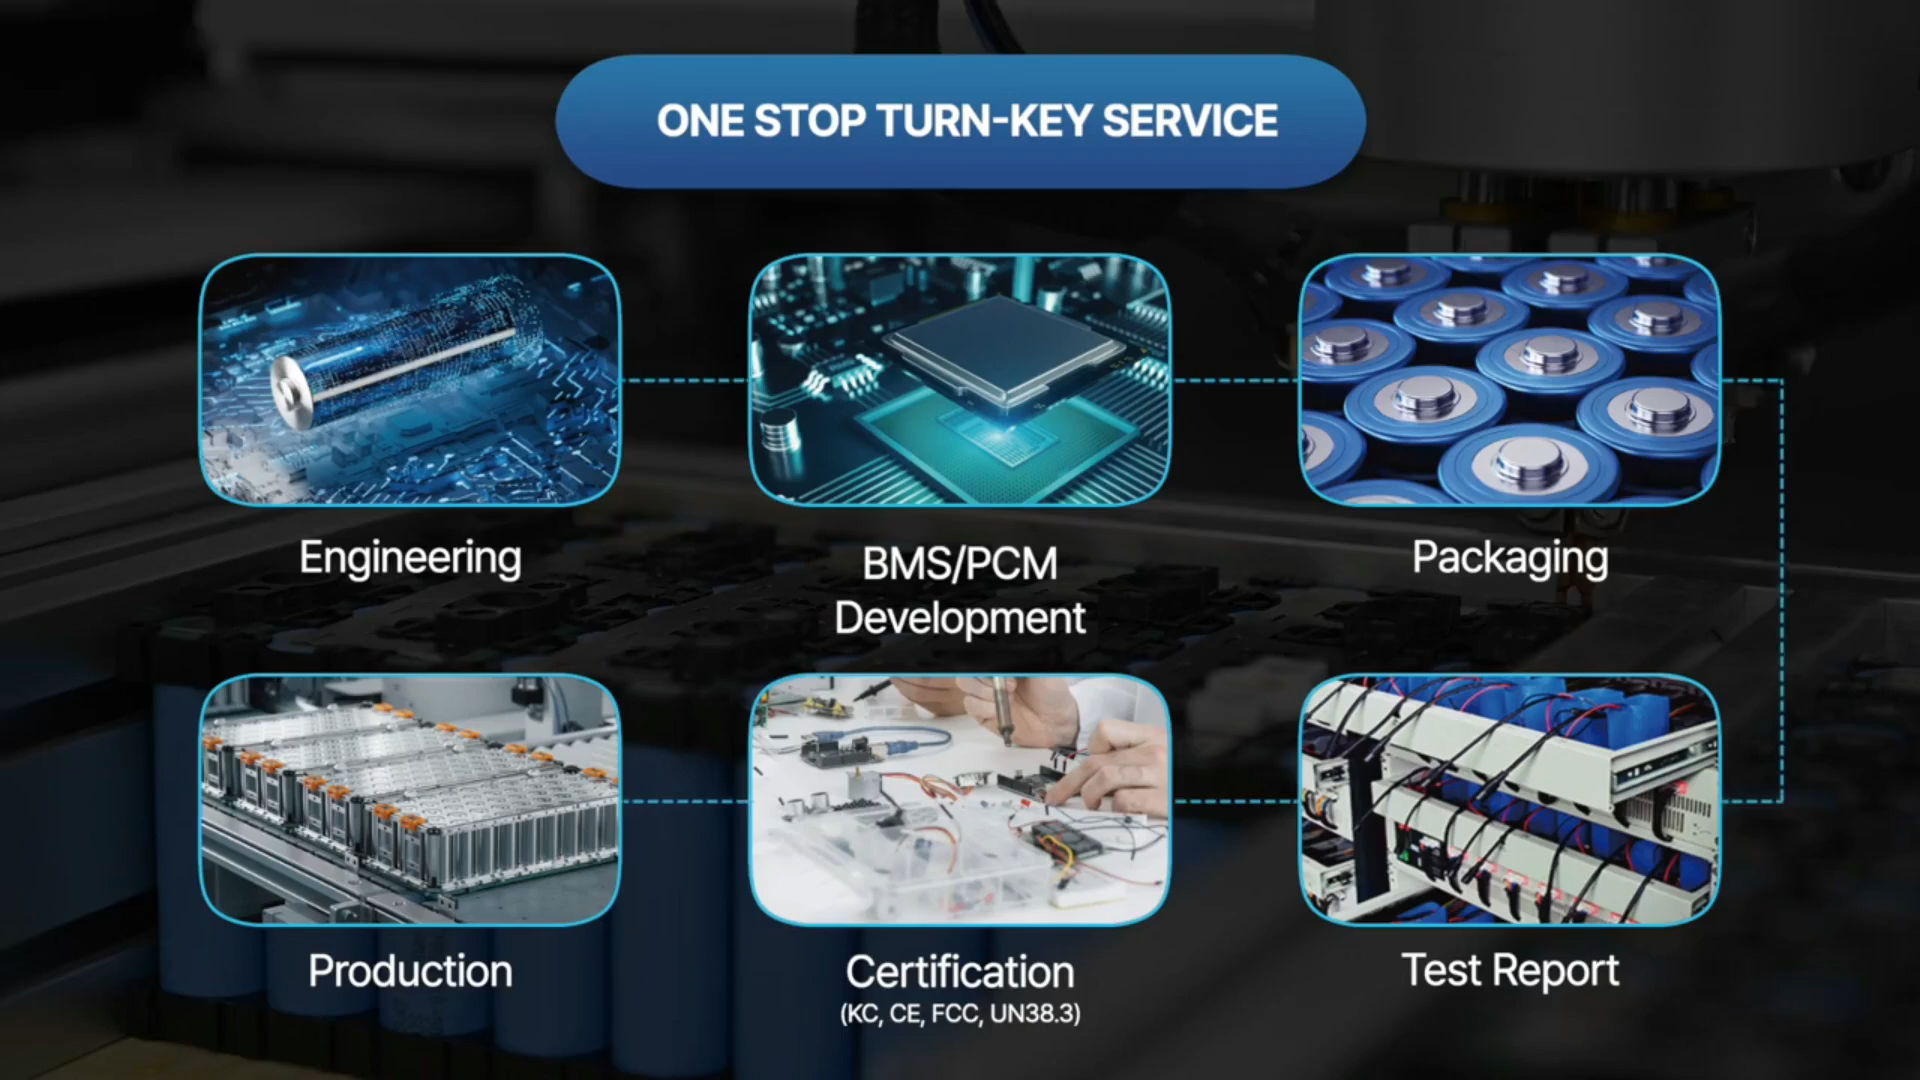 ONE STOP TURN-KEY SERVICE
Engineering
BMS/PCM
Development
Packaging
Production
Certification
(KC, CE, FCC, UN38.3)
Test Report